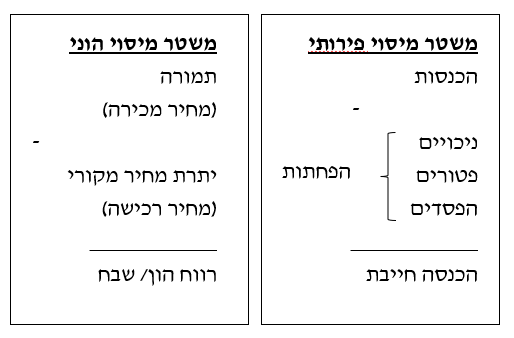 משטר מיסוי פירותי
הכנסות
-
ניכויים
פטורים
הפחתות
הפסדים
הכנסה חייבת
משטר מיסוי הוני
תמורה
(מחיר מכירה)
-
יתרת מחיר מקורי
(מחיר רכישה)
רווח הון/ שבח